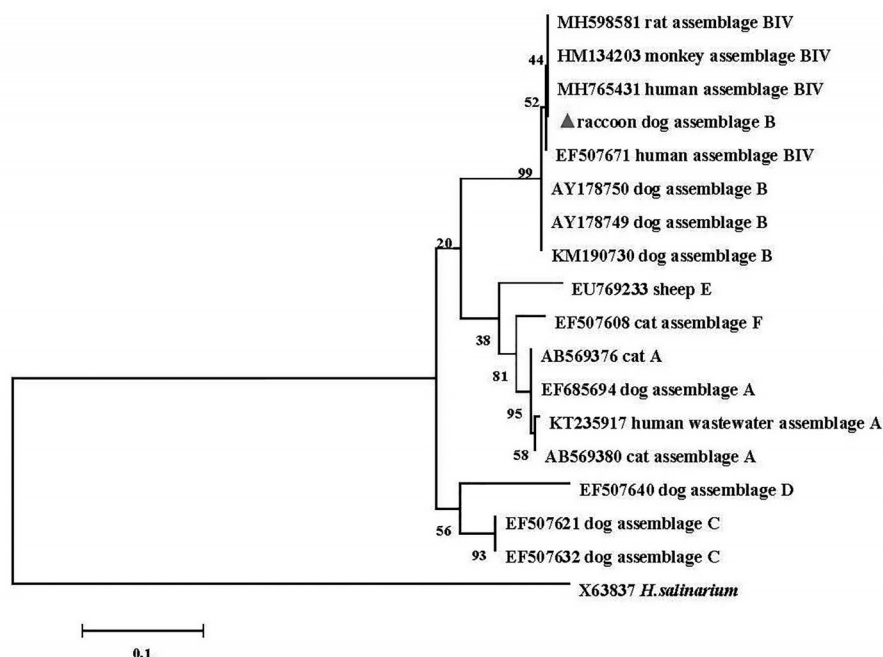 MH598581 rat assemblage BIV
44
HM134203 monkey assemblage BIV
MH765431 human assemblage BIV
52
raccoon dog assemblage B
EF507671 human assemblage BIV
99
AY178750 dog assemblage B
AY178749 dog assemblage B
20
KM190730 dog assemblage B
EU769233 sheep E
EF507608 cat assemblage F
38
AB569376 cat A
81
EF685694 dog assemblage A
95
KT235917 human wastewater assemblage A
58
AB569380 cat assemblage A
EF507640 dog assemblage D
EF507621 dog assemblage C
56
93
EF507632 dog assemblage C
X63837 H.salinarium
0.1